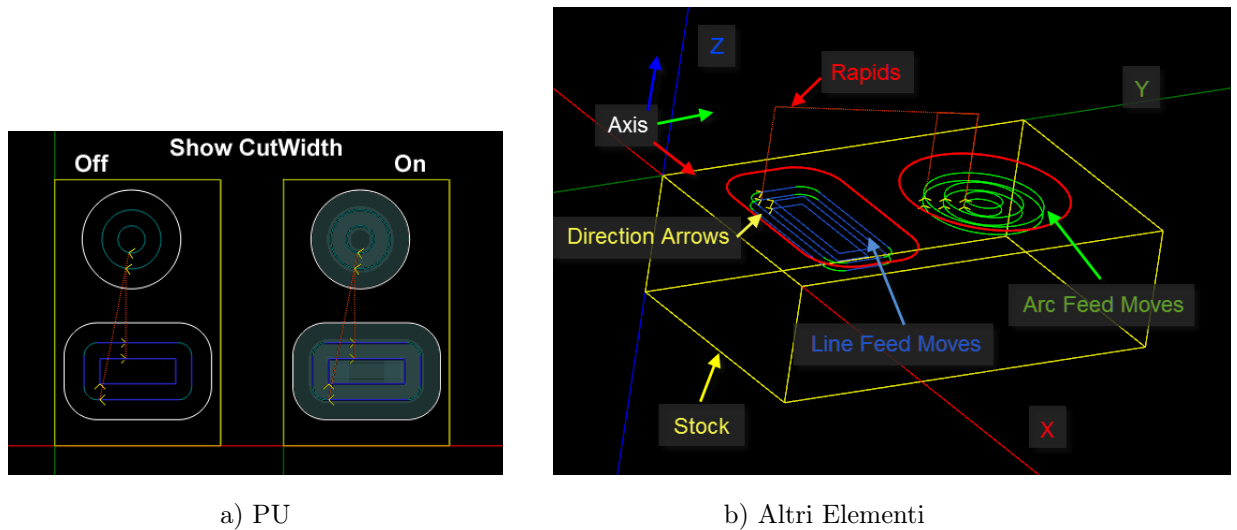 Show CutWidth
Off
On
Z
Rapids
Y
Axis
Direction Arrows
Arc Feed Moves
Line Feed Moves
Stock
X
a) PU
b) Altri Elementi